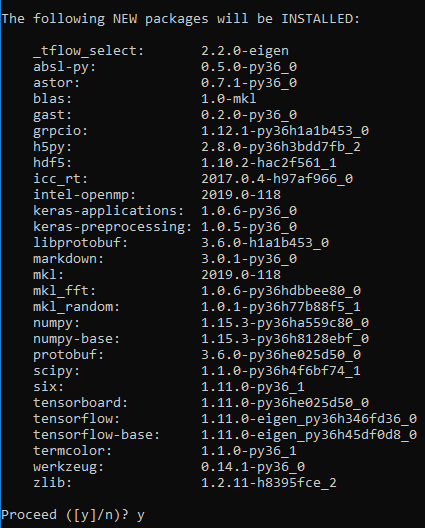 The following NEW packages will be INSTALLED:
_tflow_select: 2.2.0-eigen
absl-py: 0.5.0-py36_0
astor: 0.7.1-py36_0
blas: 1.0-mkl
gast: 0.2.0-py36_0
grpcio: 1.12.1-py36h1a1b453_0
h5py: 2.8.0-py36h3bdd7fb_2
hdf5: 1.10.2-hac2f561_1
icc_rt: 2017.0.4-h97af966_0
intel-openmp: 2019.0-118
keras-applications: 1.0.6-py36_0
keras-preprocessing: 1.0.5-py36_0
libprotobuf: 3.6.0-h1a1b453_0
markdown: 3.0.1-py36_0
mkl: 2019.0-118
mkl_fft: 1.0.6-py36hdbbee80_0
mkl_random: 1.0.1-py36h77b88f5_1
numpy: 1.15.3-py36ha559c80_0
numpy-base: 1.15.3-py36h8128ebf_0
protobuf: 3.6.0-py36he025d50_0
scipy: 1.1.0-py36h4f6bf74_1
six: 1.11.0-py36_1
tensorboard: 1.11.0-py36he025d50_0
tensorflow: 1.11.0-eigen_py36h346fd36_0
tensorflow-base: 1.11.0-eigen_py36h45df0d8_0
termcolor: 1.1.0-py36_1
werkzeug: 0.14.1-py36_0
zlib: 1.2.11-h8395fce_2
Proceed ([y]/n)? y